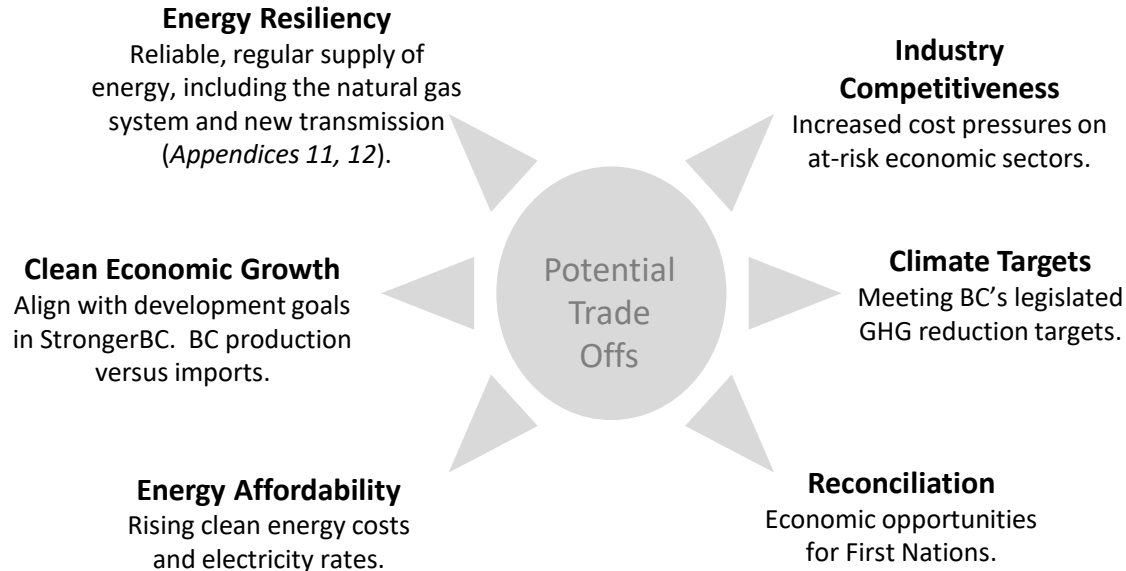 Energy Resiliency
Reliable, regular supply of
energy, including the natural gas
system and new transmission
(Appendices 11, 12).
Industry
Competitiveness
Increased cost pressures on
at-risk economic sectors.
Clean Economic Growth
Align with development goals
in StrongerBC.  BC production
versus imports.
Potential
Trade
Offs
Climate Targets
Meeting BC’s legislated
GHG reduction targets.
Energy Affordability
Rising clean energy costs
and electricity rates.
Reconciliation
Economic opportunities
for First Nations.